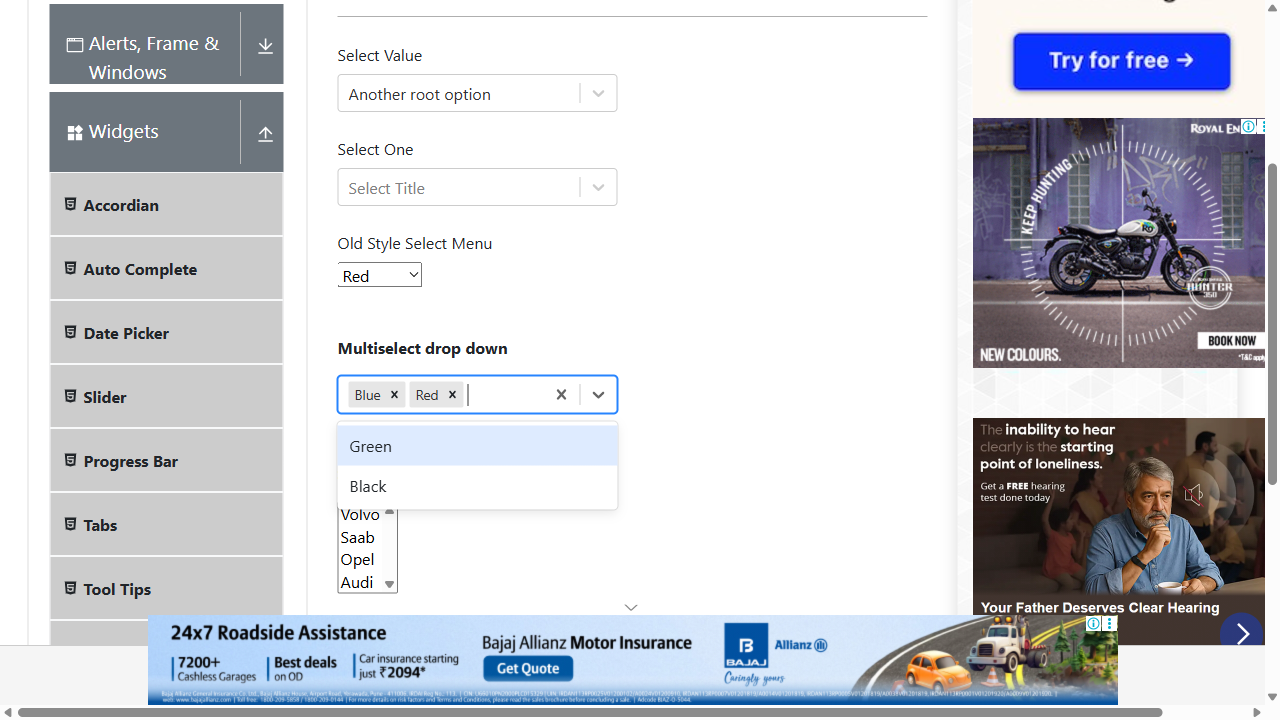 Alerts, Frame &
Windows
Widgets
Accordian
Auto Complete
Date Picker
Slider
Progress Bar
Tabs
Tool Tips
Select Value
Another root option
Select One
Select Title
Old Style Select Menu
Red
Multiselect drop down
Blue
Red
Green
Black
Volvo
Saab
Opel
Audi
Try for free →
KEEP HUNTING
HUNTER
350
BOOK NOW
NEW COLOURS.
*T&C apply
The inability to hear
clearly is the starting
point of loneliness.
Get a FREE hearing
test done today
Your Father Deserves Clear Hearing
24x7 Roadside Assistance
7200+
Cashless Garages
Best deals
on OD
Car insurance starting
just ₹2094*
Bajaj Allianz Motor Insurance
Get Quote
B
BAJAJ
Allianz
Caringly yours